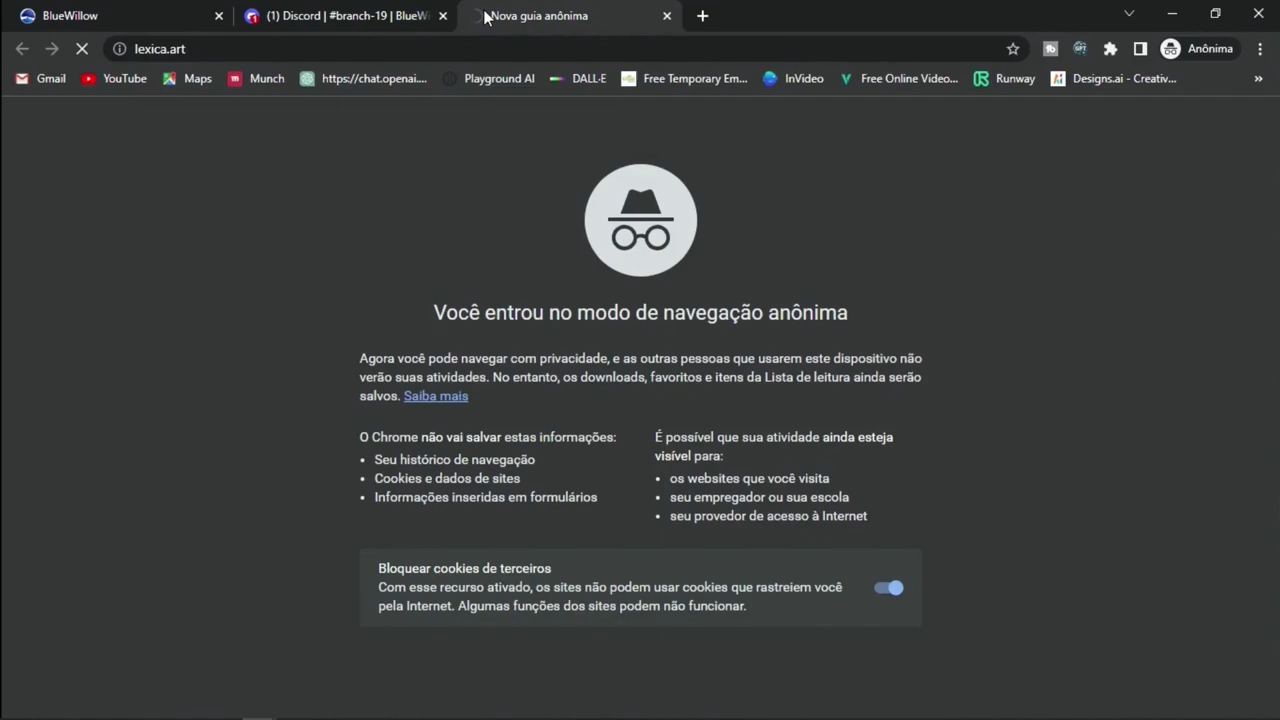 BlueWillow
(1) Discord | #branch-19 | BlueWi
Nova guia anônima
lexica.art
Anônima
Gmail
YouTube
Maps
Munch
https://chat.openai....
Playground AI
DALL·E
Free Temporary Em...
InVideo
Free Online Video...
Runway
Designs.ai - Creativ...
»
Você entrou no modo de navegação anônima
Agora você pode navegar com privacidade, e as outras pessoas que usarem este dispositivo não
verão suas atividades. No entanto, os downloads, favoritos e itens da Lista de leitura ainda serão
salvos. Saiba mais
O Chrome não vai salvar estas informações:
• Seu histórico de navegação
• Cookies e dados de sites
• Informações inseridas em formulários
É possível que sua atividade ainda esteja
visível para:
• os websites que você visita
• seu empregador ou sua escola
• seu provedor de acesso à Internet
Bloquear cookies de terceiros
Com esse recurso ativado, os sites não podem usar cookies que rastreiem você
pela Internet. Algumas funções dos sites podem não funcionar.